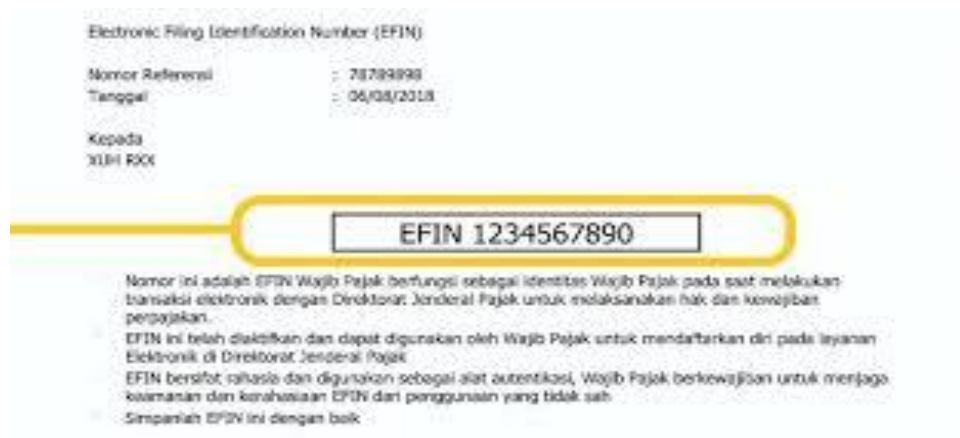 Electronic Filing Identification Number (EFIN)
Nomor Referensi : 78789898
Tanggal : 06/08/2018
Kepada
EFIN 1234567890
Nomor ini adalah EFIN Wajib Pajak berfungsi sebagai identitas Wajib Pajak pada saat melakukan
transaksi elektronik dengan Direktorat Jenderal Pajak untuk melaksanakan hak dan kewajiban
perpajakan.
EFIN ini telah diaktifkan dan dapat digunakan oleh Wajib Pajak untuk mendaftarkan diri pada layanan
Elektronik di Direktorat Jenderal Pajak
EFIN bersifat rahasia dan digunakan sebagai alat autentikasi, Wajib Pajak berkewajiban untuk menjaga
keamanan dan kerahasiaan EFIN dari penggunaan yang tidak sah
Simpanlah EFIN ini dengan baik